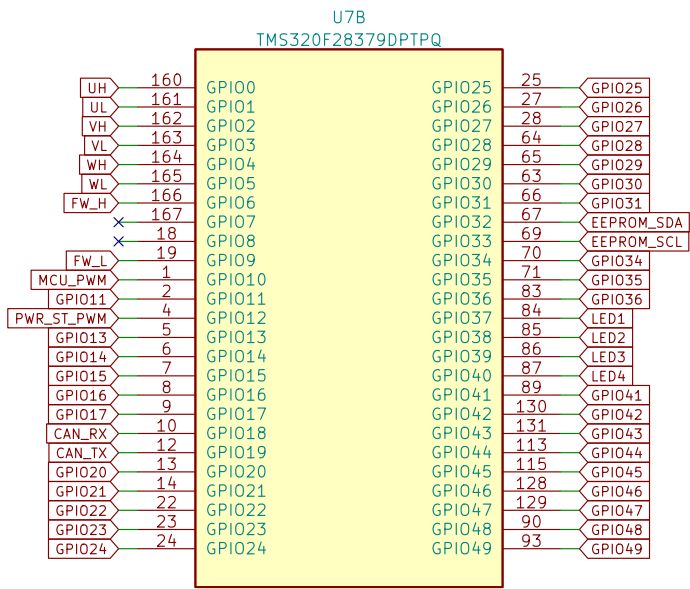 U7B
TMS320F28379DPTPQ
UH 160 GPIO0 GPIO25 25 GPIO25
UL 161 GPIO1 GPIO26 27 GPIO26
VH 162 GPIO2 GPIO27 28 GPIO27
VL 163 GPIO3 GPIO28 64 GPIO28
WH 164 GPIO4 GPIO29 65 GPIO29
WL 165 GPIO5 GPIO30 63 GPIO30
FW_H 166 GPIO6 GPIO31 66 GPIO31
167 GPIO7 GPIO32 67 EEPROM_SDA
18 GPIO8 GPIO33 69 EEPROM_SCL
FW_L 19 GPIO9 GPIO34 70 GPIO34
MCU_PWM 1 GPIO10 GPIO35 71 GPIO35
GPIO11 2 GPIO11 GPIO36 83 GPIO36
PWR_ST_PWM 4 GPIO12 GPIO37 84 LED1
GPIO13 5 GPIO13 GPIO38 85 LED2
GPIO14 6 GPIO14 GPIO39 86 LED3
GPIO15 7 GPIO15 GPIO40 87 LED4
GPIO16 8 GPIO16 GPIO41 89 GPIO41
GPIO17 9 GPIO17 GPIO42 130 GPIO42
CAN_RX 10 GPIO18 GPIO43 131 GPIO43
CAN_TX 12 GPIO19 GPIO44 113 GPIO44
GPIO20 13 GPIO20 GPIO45 115 GPIO45
GPIO21 14 GPIO21 GPIO46 128 GPIO46
GPIO22 22 GPIO22 GPIO47 129 GPIO47
GPIO23 23 GPIO23 GPIO48 90 GPIO48
GPIO24 24 GPIO24 GPIO49 93 GPIO49